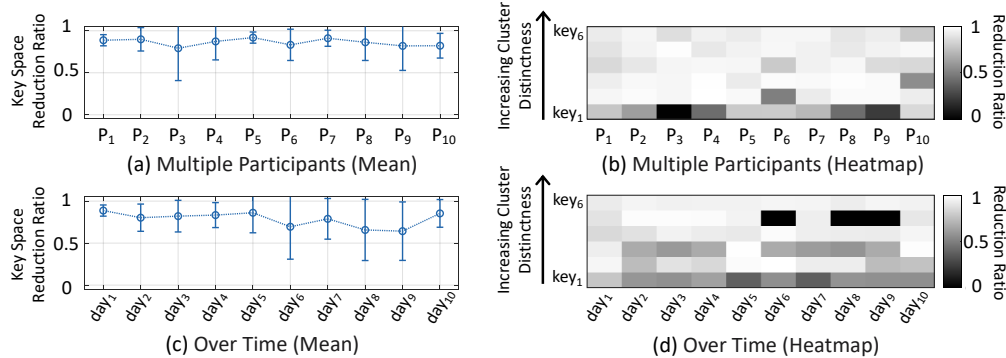 Key Space
Reduction Ratio
1
0.5
0
P1 P2 P3 P4 P5 P6 P7 P8 P9 P10
(a) Multiple Participants (Mean)
Increasing Cluster
Distinctness
key6
key1
P1 P2 P3 P4 P5 P6 P7 P8 P9 P10
(b) Multiple Participants (Heatmap)
1
0.5
0
Reduction Ratio
Key Space
Reduction Ratio
1
0.5
0
day1 day2 day3 day4 day5 day6 day7 day8 day9 day10
(c) Over Time (Mean)
Increasing Cluster
Distinctness
key6
key1
day1 day2 day3 day4 day5 day6 day7 day8 day9 day10
(d) Over Time (Heatmap)
1
0.5
0
Reduction Ratio